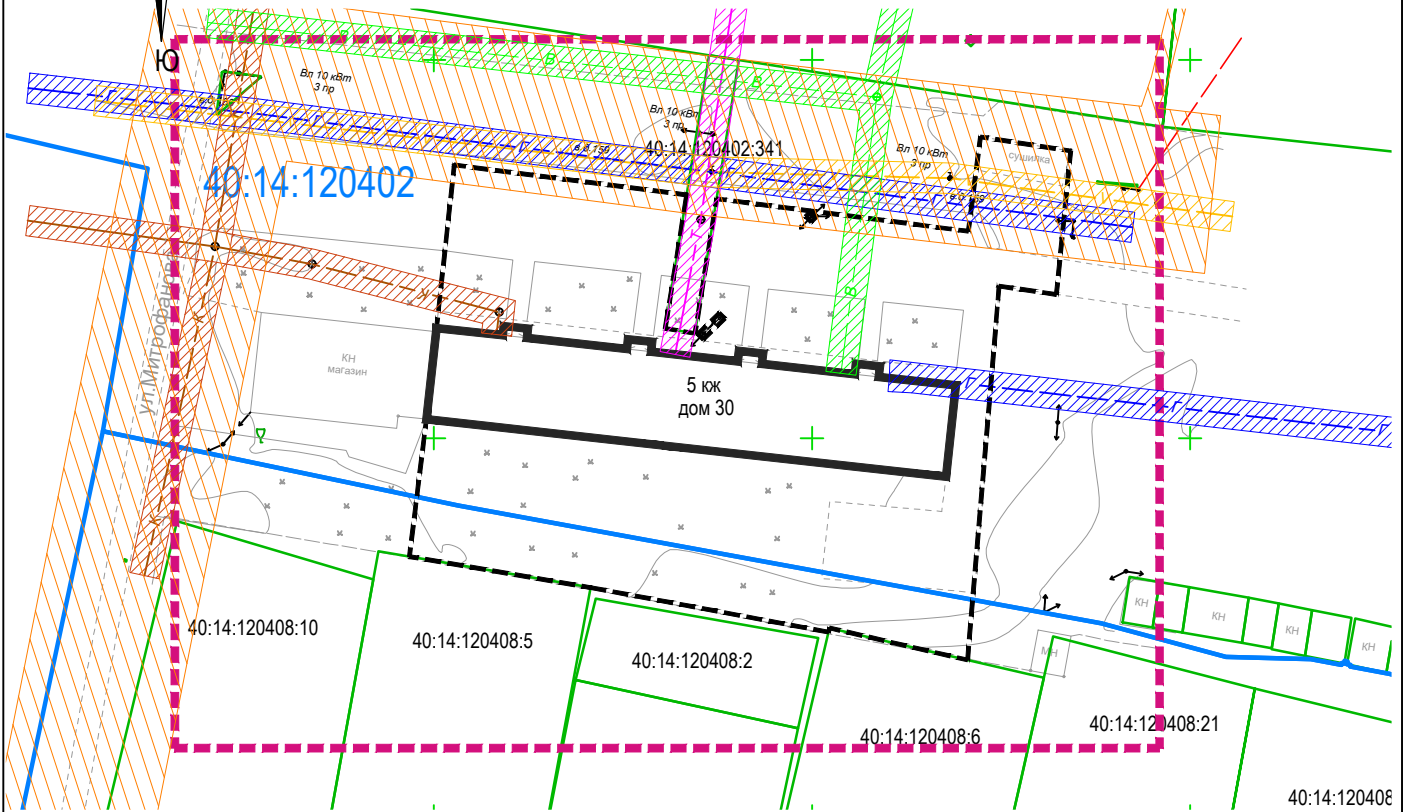 Ю
Вл 10 кВт
3 пр
Вл 10 кВт
3 пр
40:14:120402:341
Вл 10 кВт
3 пр
сушилка
40:14:120402
ул.Митрофанова
КН
магазин
5 кж
дом 30
В
В
В
В
Г
Г
Г
Г
К
К
У
КН
КН
КН
КН
МН
40:14:120408:10
40:14:120408:5
40:14:120408:2
40:14:120408:6
40:14:120408:21
40:14:120408